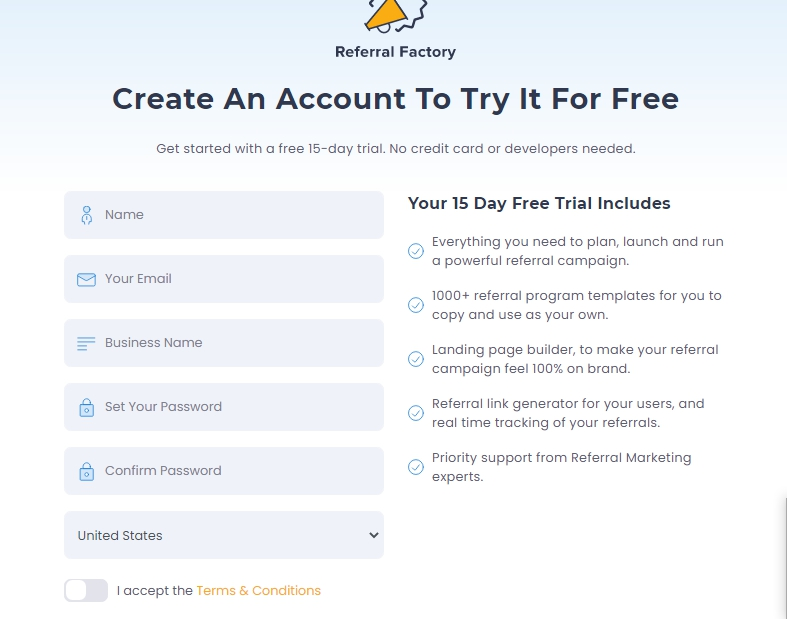 Referral Factory
Create An Account To Try It For Free
Get started with a free 15-day trial. No credit card or developers needed.
Name
Your Email
Business Name
Set Your Password
Confirm Password
United States
I accept the Terms & Conditions
Your 15 Day Free Trial Includes
Everything you need to plan, launch and run
a powerful referral campaign.
1000+ referral program templates for you to
copy and use as your own.
Landing page builder, to make your referral
campaign feel 100% on brand.
Referral link generator for your users, and
real time tracking of your referrals.
Priority support from Referral Marketing
experts.